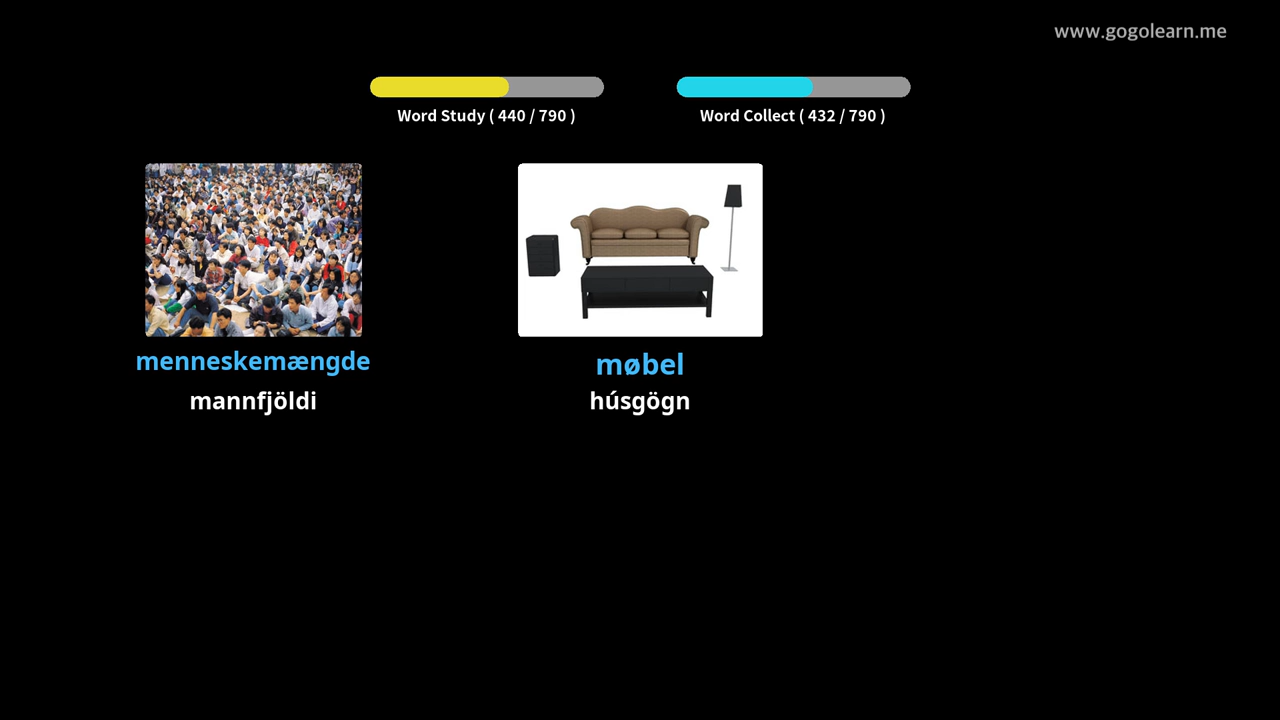 www.gogolearn.me
Word Study ( 440 / 790 )
Word Collect ( 432 / 790 )
menneskemængde
mannfjöldi
møbel
húsgögn